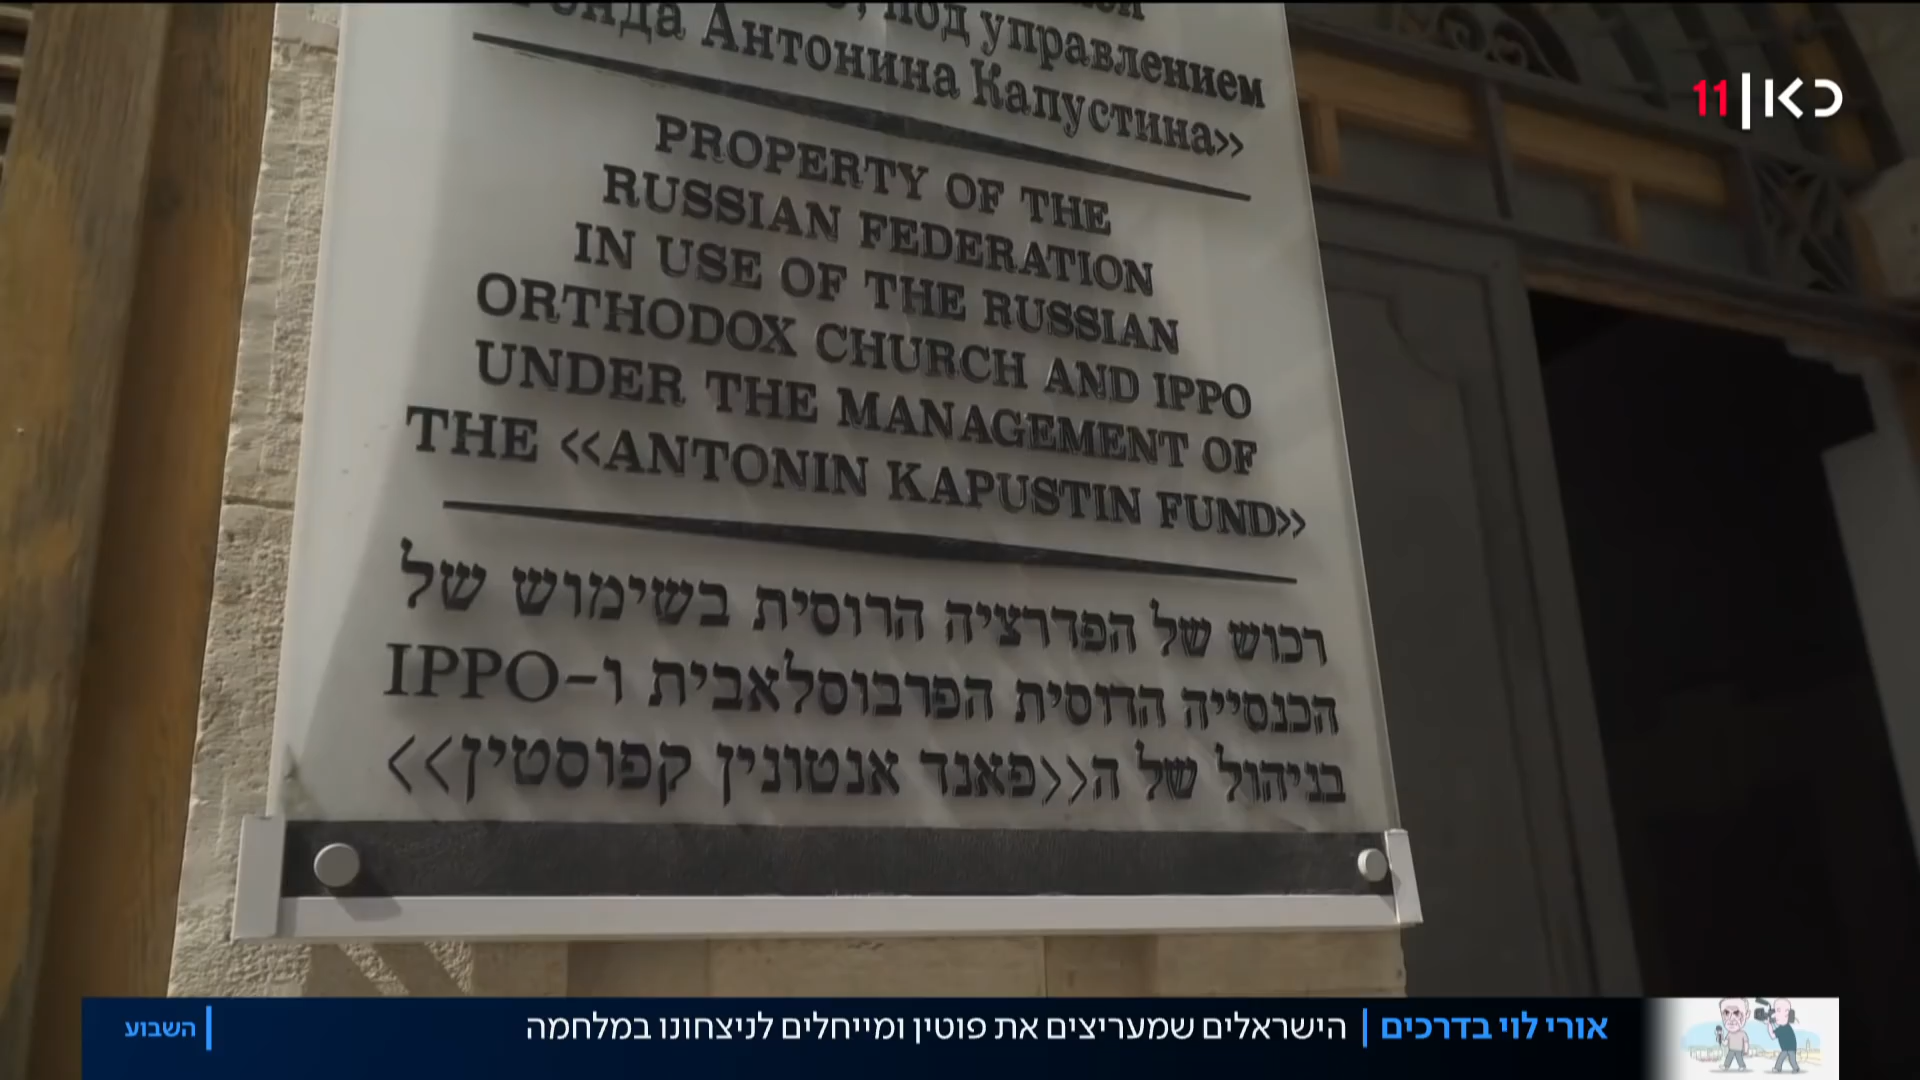 под управлением
Антонина Капустина»
PROPERTY OF THE
RUSSIAN FEDERATION
IN USE OF THE RUSSIAN
ORTHODOX CHURCH AND IPPO
UNDER THE MANAGEMENT OF
THE «ANTONIN KAPUSTIN FUND»
רכוש של הפדרציה הרוסית בשימוש של
הכנסייה הרוסית הפרבוסלאבית ו-IPPO
בניהול של ה<<פאנד אנטונין קפוסטין>>
כאן 11
אורי לוי בדרכים | הישראלים שמעריצים את פוטין ומייחלים לניצחונו במלחמה
השבוע